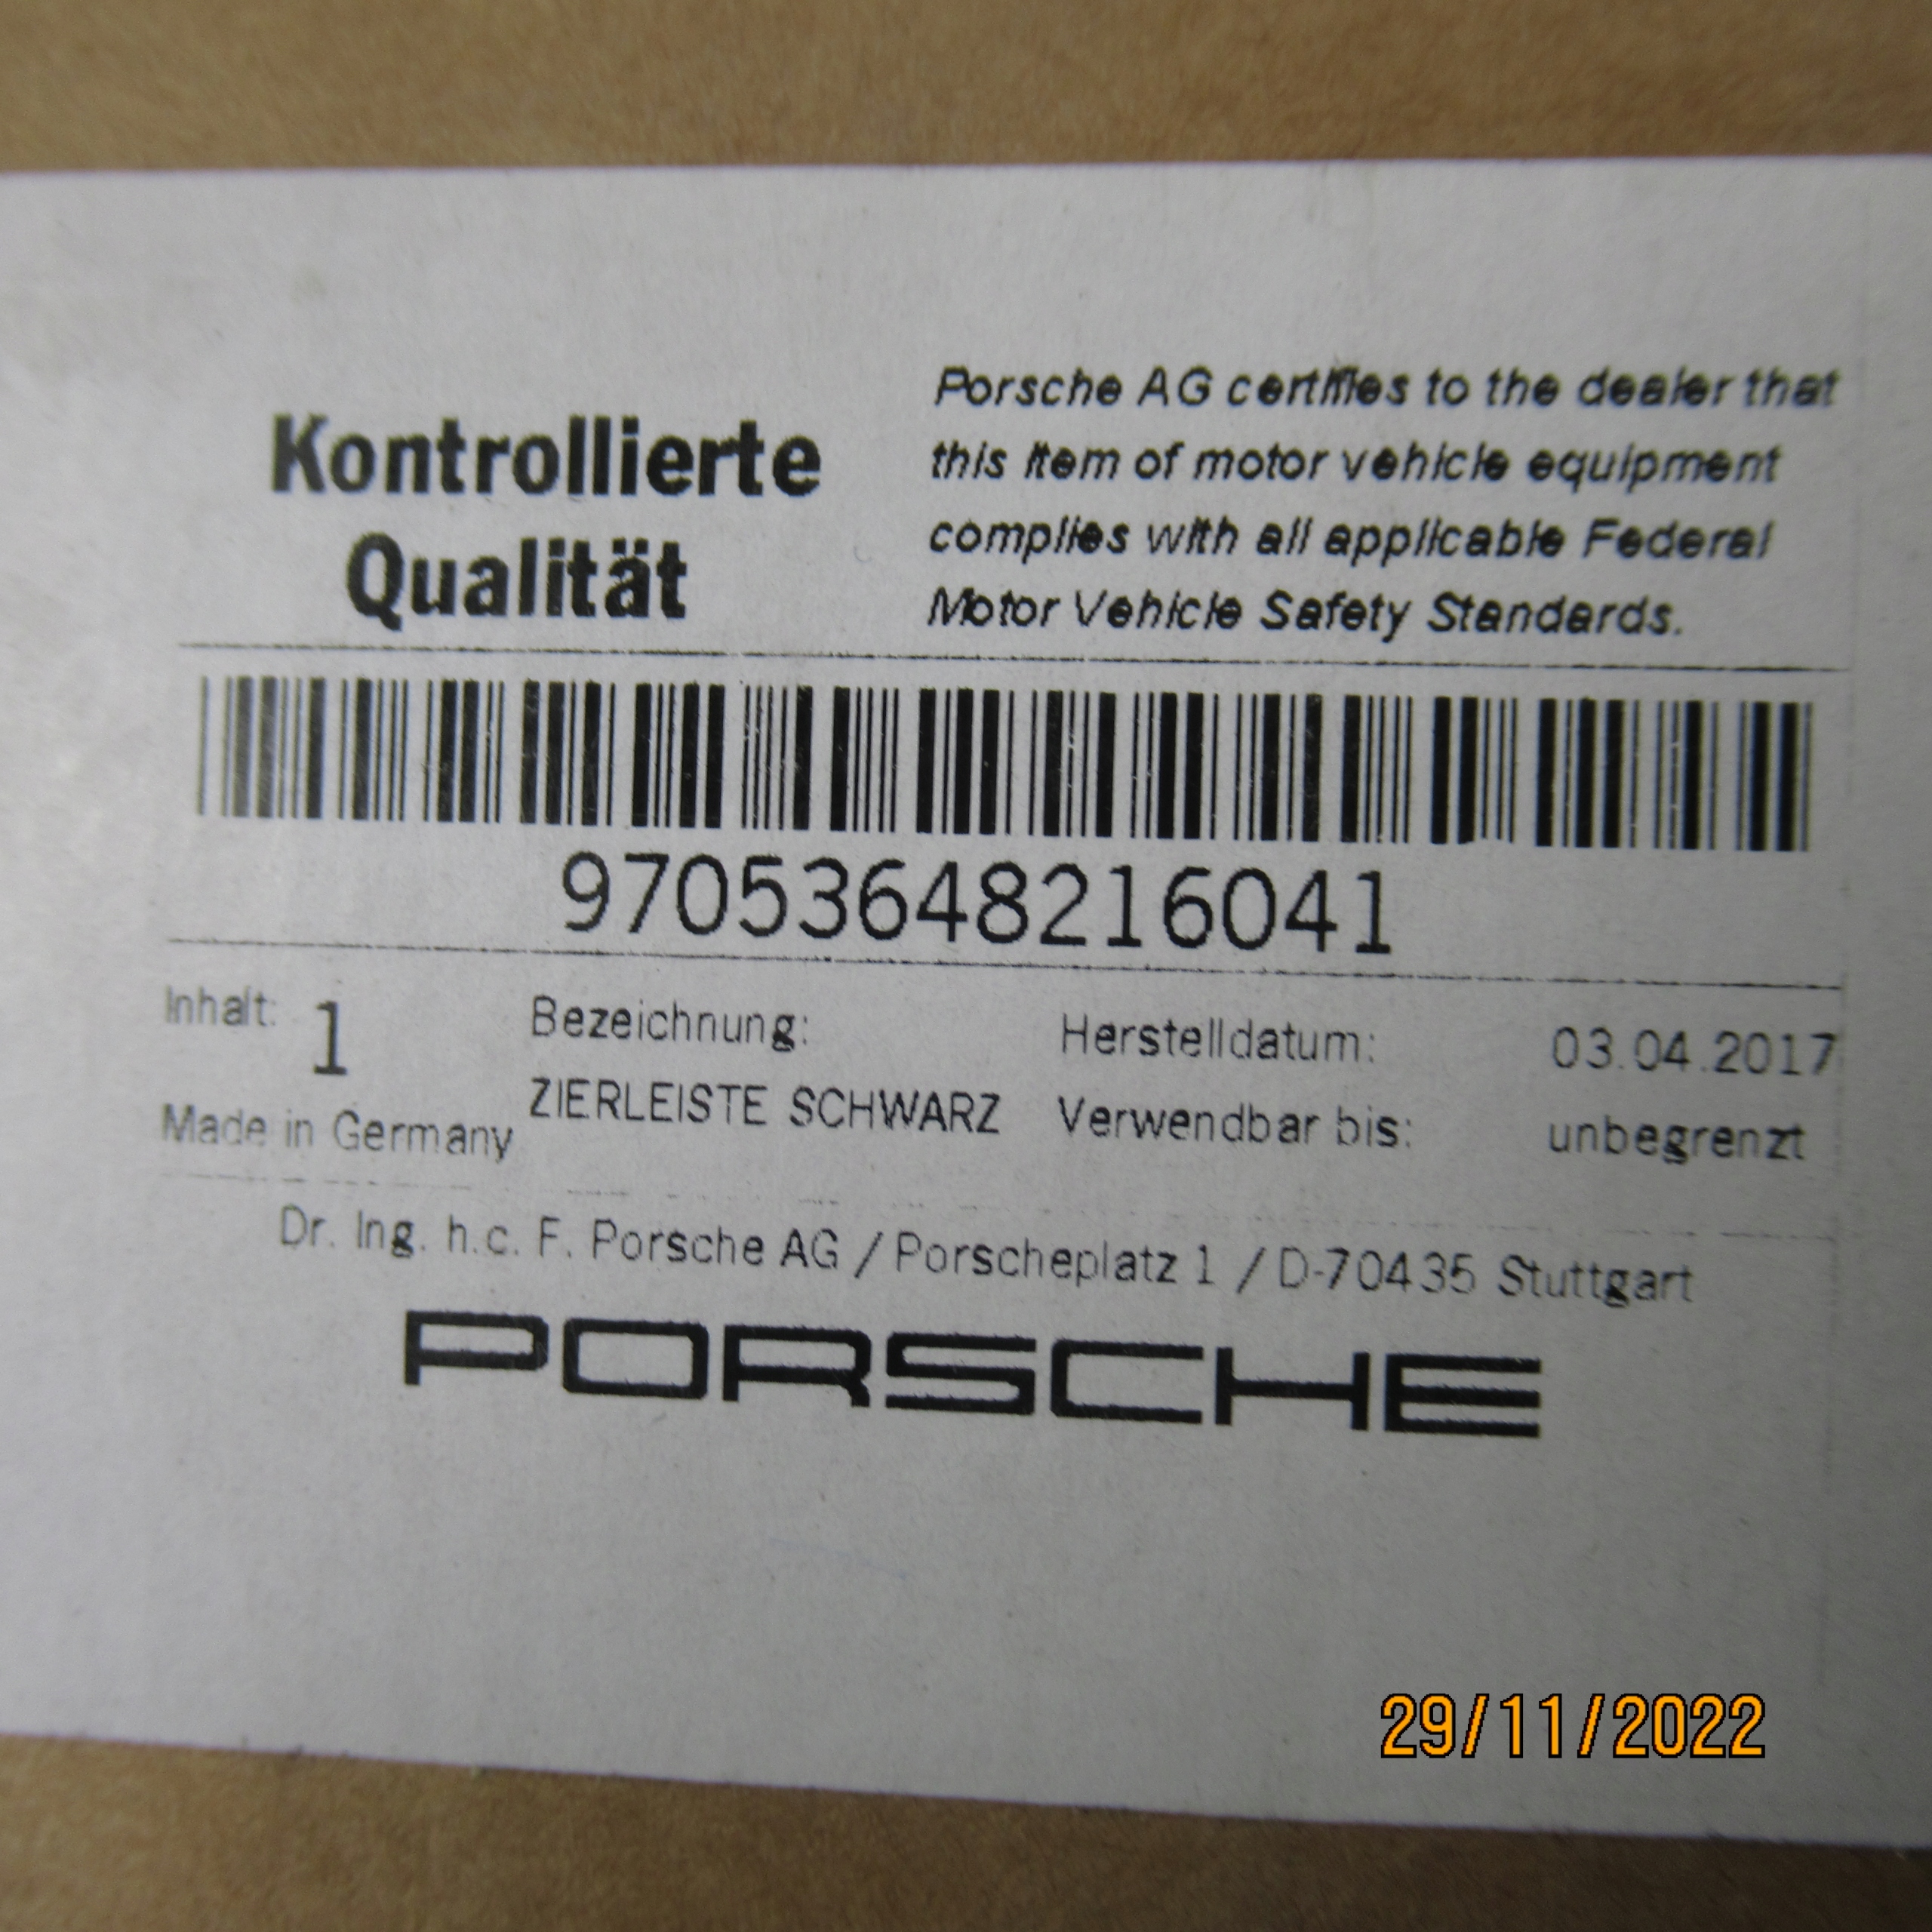 Kontrollierte
Qualität
Porsche AG certifies to the dealer that
this item of motor vehicle equipment
complies with all applicable Federal
Motor Vehicle Safety Standards.
97053648216041
Inhalt: 1
Made in Germany
Bezeichnung:
ZIERLEISTE SCHWARZ
Herstelldatum: 03.04.2017
Verwendbar bis: unbegrenzt
Dr. Ing. h.c. F. Porsche AG / Porscheplatz 1 / D-70435 Stuttgart
PORSCHE
29/11/2022